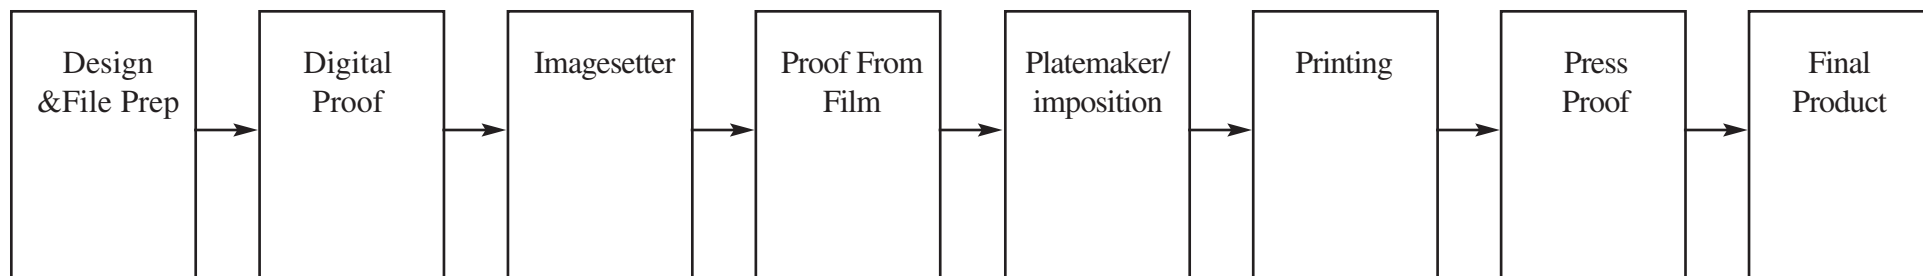 Design
&File Prep
Digital
Proof
Imagesetter
Proof From
Film
Platemaker/
imposition
Printing
Press
Proof
Final
Product